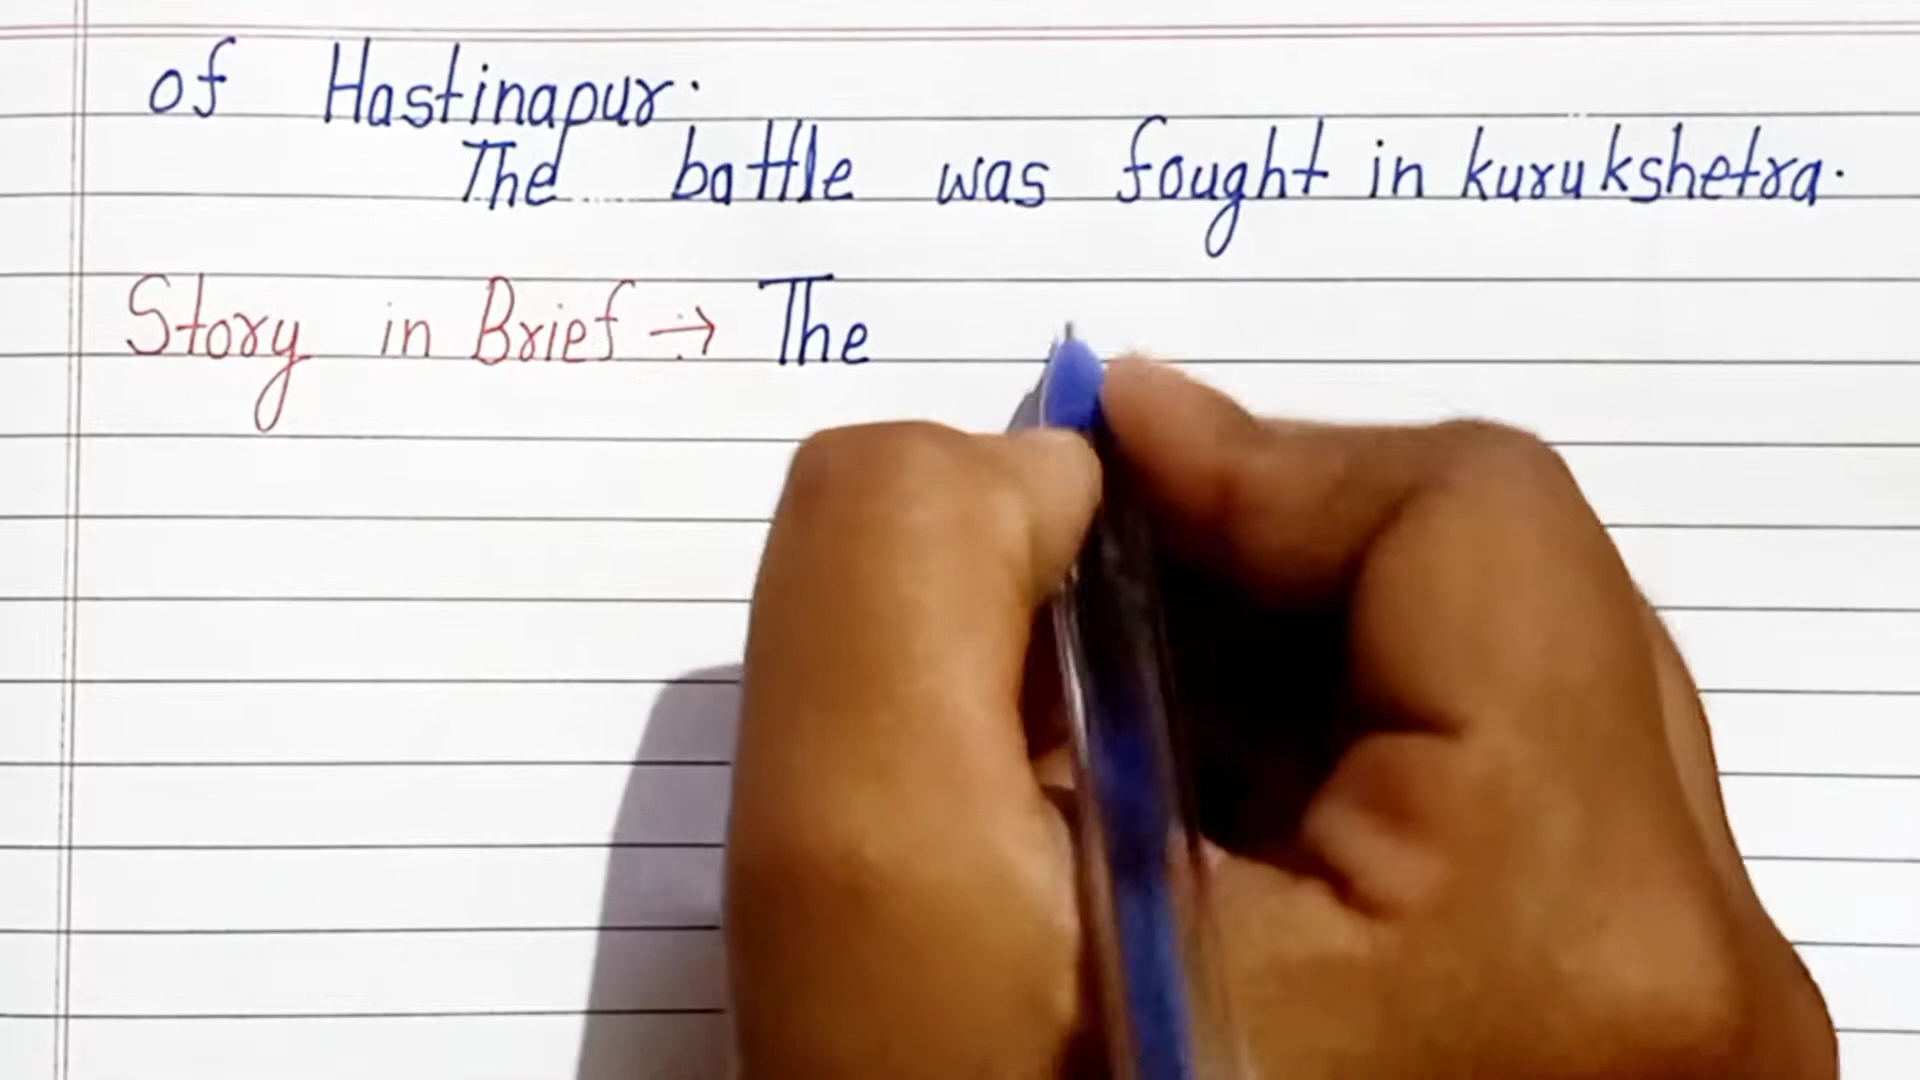 of Hastinapur.
The battle was fought in kurukshetra.
Story in Brief → The